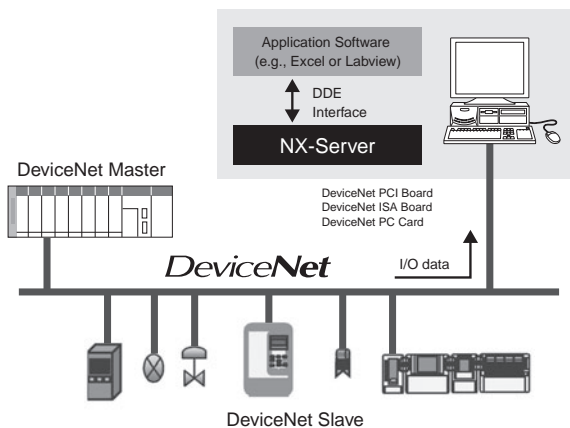 Application Software
(e.g., Excel or Labview)
DDE
Interface
NX-Server
DeviceNet Master
DeviceNet PCI Board
DeviceNet ISA Board
DeviceNet PC Card
DeviceNet
I/O data
DeviceNet Slave